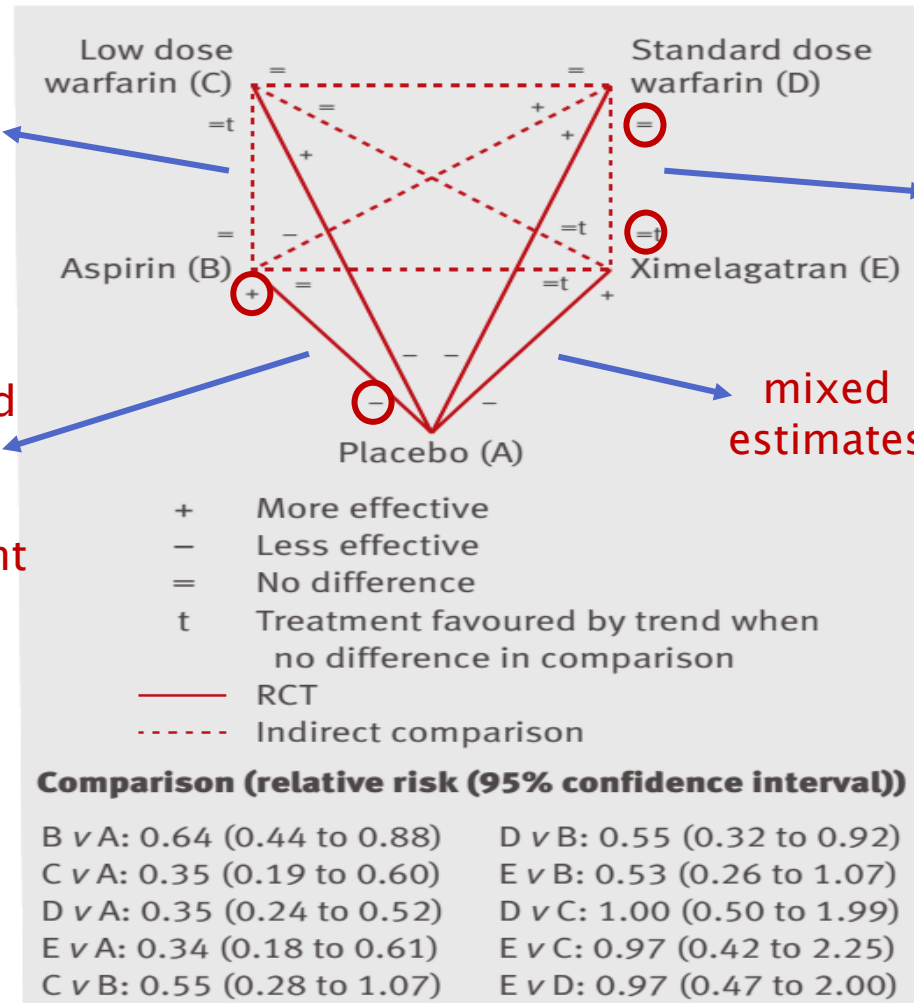 Low dose
warfarin (C)
Standard dose
warfarin (D)
= =
= +
=t + + =
= – =t =t
Aspirin (B) Ximelagatran (E)
+ = =t +
– –
– –
mixed
estimates
Placebo (A)
+ More effective
– Less effective
= No difference
t Treatment favoured by trend when
no difference in comparison
RCT
Indirect comparison
Comparison (relative risk (95% confidence interval))
B v A: 0.64 (0.44 to 0.88) D v B: 0.55 (0.32 to 0.92)
C v A: 0.35 (0.19 to 0.60) E v B: 0.53 (0.26 to 1.07)
D v A: 0.35 (0.24 to 0.52) D v C: 1.00 (0.50 to 1.99)
E v A: 0.34 (0.18 to 0.61) E v C: 0.97 (0.42 to 2.25)
C v B: 0.55 (0.28 to 1.07) E v D: 0.97 (0.47 to 2.00)